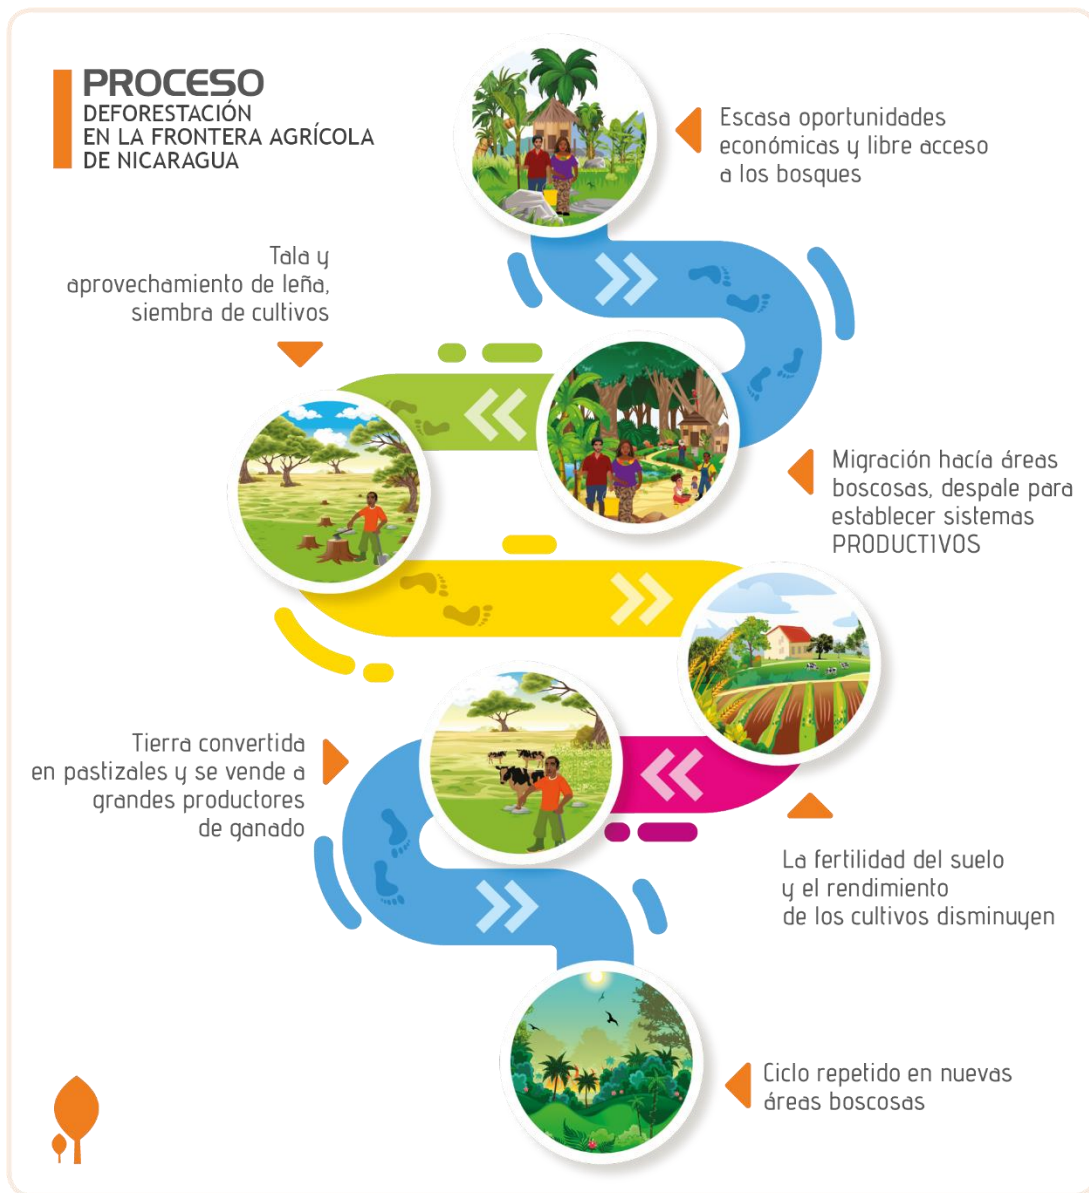 PROCESO
DEFORESTACIÓN
EN LA FRONTERA AGRÍCOLA
DE NICARAGUA
Escasa oportunidades
económicas y libre acceso
a los bosques
Migración hacía áreas
boscosas, despale para
establecer sistemas
PRODUCTIVOS
Tala y
aprovechamiento de leña,
siembra de cultivos
La fertilidad del suelo
y el rendimiento
de los cultivos disminuyen
Tierra convertida
en pastizales y se vende a
grandes productores
de ganado
Ciclo repetido en nuevas
áreas boscosas